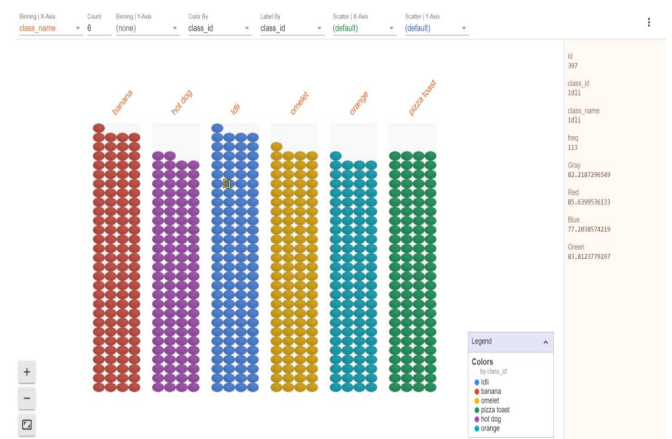 Binning | X-Axis
class_name
Count
6
Binning | Y-Axis
(none)
Color By
class_id
Label By
class_id
Scatter | X-Axis
(default)
Scatter | Y-Axis
(default)
banana
hot dog
Idli
omelet
orange
pizza toast
id
397
class_id
Idli
class_name
Idli
freq
113
Gray
82.2187296549
Red
85.6399536133
Blue
77.2038574219
Green
83.8123779297
Legend
Colors
by class_id
Idli
banana
omelet
pizza toast
hot dog
orange